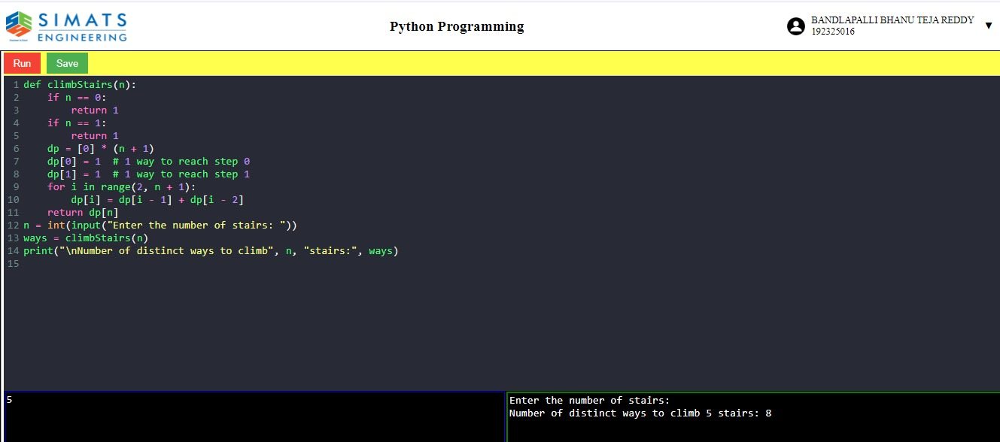 SIMATS
ENGINEERING
Python Programming
BANDLAPALLI BHANU TEJA REDDY
192325016
▼
Run
Save
1 def climbStairs(n):
2     if n == 0:
3         return 1
4     if n == 1:
5         return 1
6     dp = [0] * (n + 1)
7     dp[0] = 1  # 1 way to reach step 0
8     dp[1] = 1  # 1 way to reach step 1
9     for i in range(2, n + 1):
10         dp[i] = dp[i - 1] + dp[i - 2]
11     return dp[n]
12 n = int(input("Enter the number of stairs: "))
13 ways = climbStairs(n)
14 print("\nNumber of distinct ways to climb", n, "stairs:", ways)
15
5
Enter the number of stairs:
Number of distinct ways to climb 5 stairs: 8